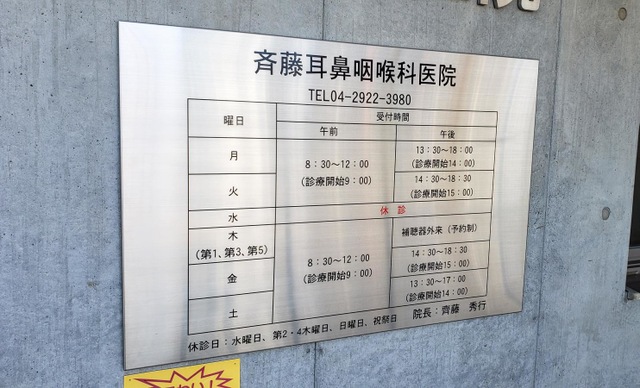 斉藤耳鼻咽喉科医院
TEL04-2922-3980
曜日
受付時間
午前
午後
月
8：30〜12：00
(診療開始9：00)
13：30〜18：00
(診療開始14：00)
火
14：30〜18：30
(診療開始15：00)
水
休 診
木
(第1、第3、第5)
8：30〜12：00
(診療開始9：00)
補聴器外来 (予約制)
金
14：30〜18：30
(診療開始15：00)
土
13：30〜17：00
(診療開始14：00)
休診日：水曜日、第2・4木曜日、日曜日、祝祭日
院長：齊藤 秀行